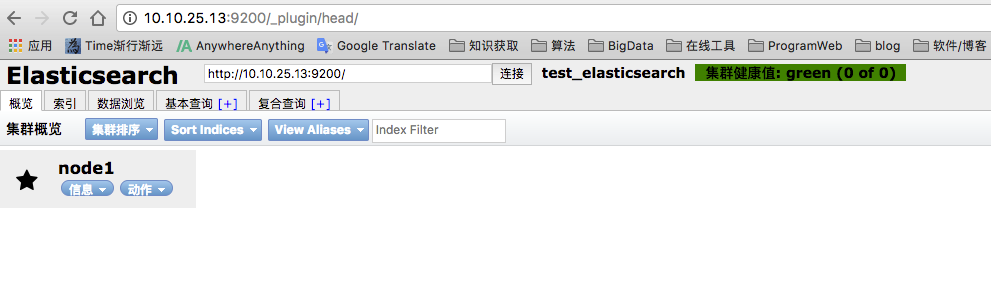 10.10.25.13:9200/_plugin/head/
应用 Time渐行渐远 AnywhereAnything Google Translate 知识获取 算法 BigData 在线工具 ProgramWeb blog 软件/博客
Elasticsearch http://10.10.25.13:9200/ 连接 test_elasticsearch 集群健康值: green (0 of 0)
概览 索引 数据浏览 基本查询 [+] 复合查询 [+]
集群概览 集群排序 Sort Indices View Aliases Index Filter
node1
信息 动作